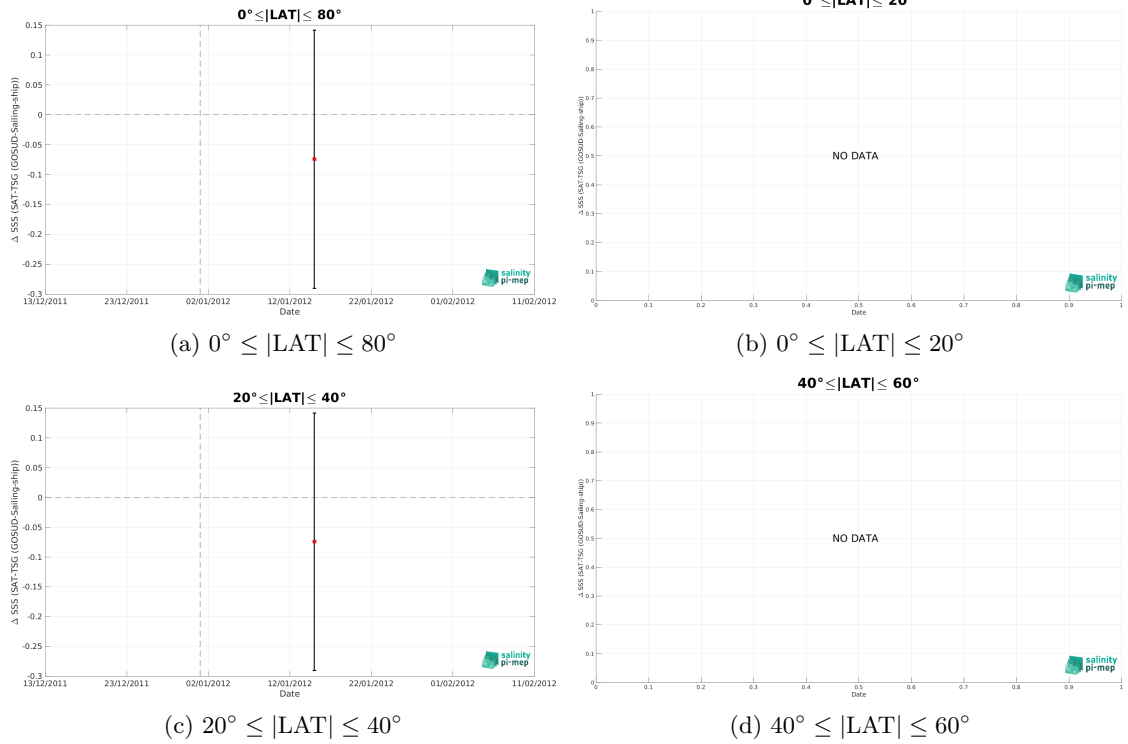 0°≤|LAT|≤ 80°
0.15
0.1
0.05
0
-0.05
-0.1
-0.15
-0.2
-0.25
-0.3
Δ SSS (SAT-TSG (GOSUD-Sailing-ship))
13/12/2011 23/12/2011 02/01/2012 12/01/2012 22/01/2012 01/02/2012 11/02/2012
Date
salinity
pi-mep
(a) 0° ≤ |LAT| ≤ 80°
0°≤|LAT|≤ 20°
1
0.9
0.8
0.7
0.6
0.5
0.4
0.3
0.2
0.1
0
Δ SSS (SAT-TSG (GOSUD-Sailing-ship))
NO DATA
0 0.1 0.2 0.3 0.4 0.5 0.6 0.7 0.8 0.9 1
Date
salinity
pi-mep
(b) 0° ≤ |LAT| ≤ 20°
20°≤|LAT|≤ 40°
0.15
0.1
0.05
0
-0.05
-0.1
-0.15
-0.2
-0.25
-0.3
Δ SSS (SAT-TSG (GOSUD-Sailing-ship))
13/12/2011 23/12/2011 02/01/2012 12/01/2012 22/01/2012 01/02/2012 11/02/2012
Date
salinity
pi-mep
(c) 20° ≤ |LAT| ≤ 40°
40°≤|LAT|≤ 60°
1
0.9
0.8
0.7
0.6
0.5
0.4
0.3
0.2
0.1
0
Δ SSS (SAT-TSG (GOSUD-Sailing-ship))
NO DATA
0 0.1 0.2 0.3 0.4 0.5 0.6 0.7 0.8 0.9 1
Date
salinity
pi-mep
(d) 40° ≤ |LAT| ≤ 60°